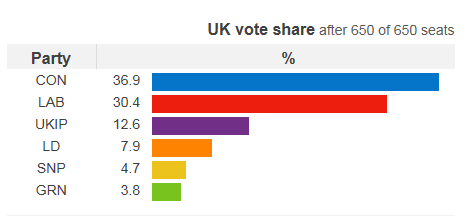 UK vote share after 650 of 650 seats
Party %
CON 36.9
LAB 30.4
UKIP 12.6
LD 7.9
SNP 4.7
GRN 3.8